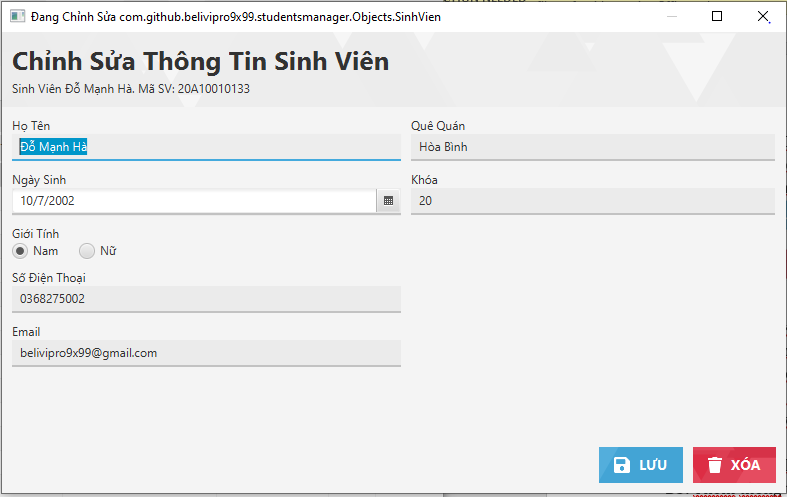 Đang Chỉnh Sửa com.github.belivipro9x99.studentsmanager.Objects.SinhVien
Chỉnh Sửa Thông Tin Sinh Viên
Sinh Viên Đỗ Mạnh Hà. Mã SV: 20A10010133
Họ Tên
Đỗ Mạnh Hà
Quê Quán
Hòa Bình
Ngày Sinh
10/7/2002
Khóa
20
Giới Tính
Nam
Nữ
Số Điện Thoại
0368275002
Email
belivipro9x99@gmail.com
LƯU
XÓA